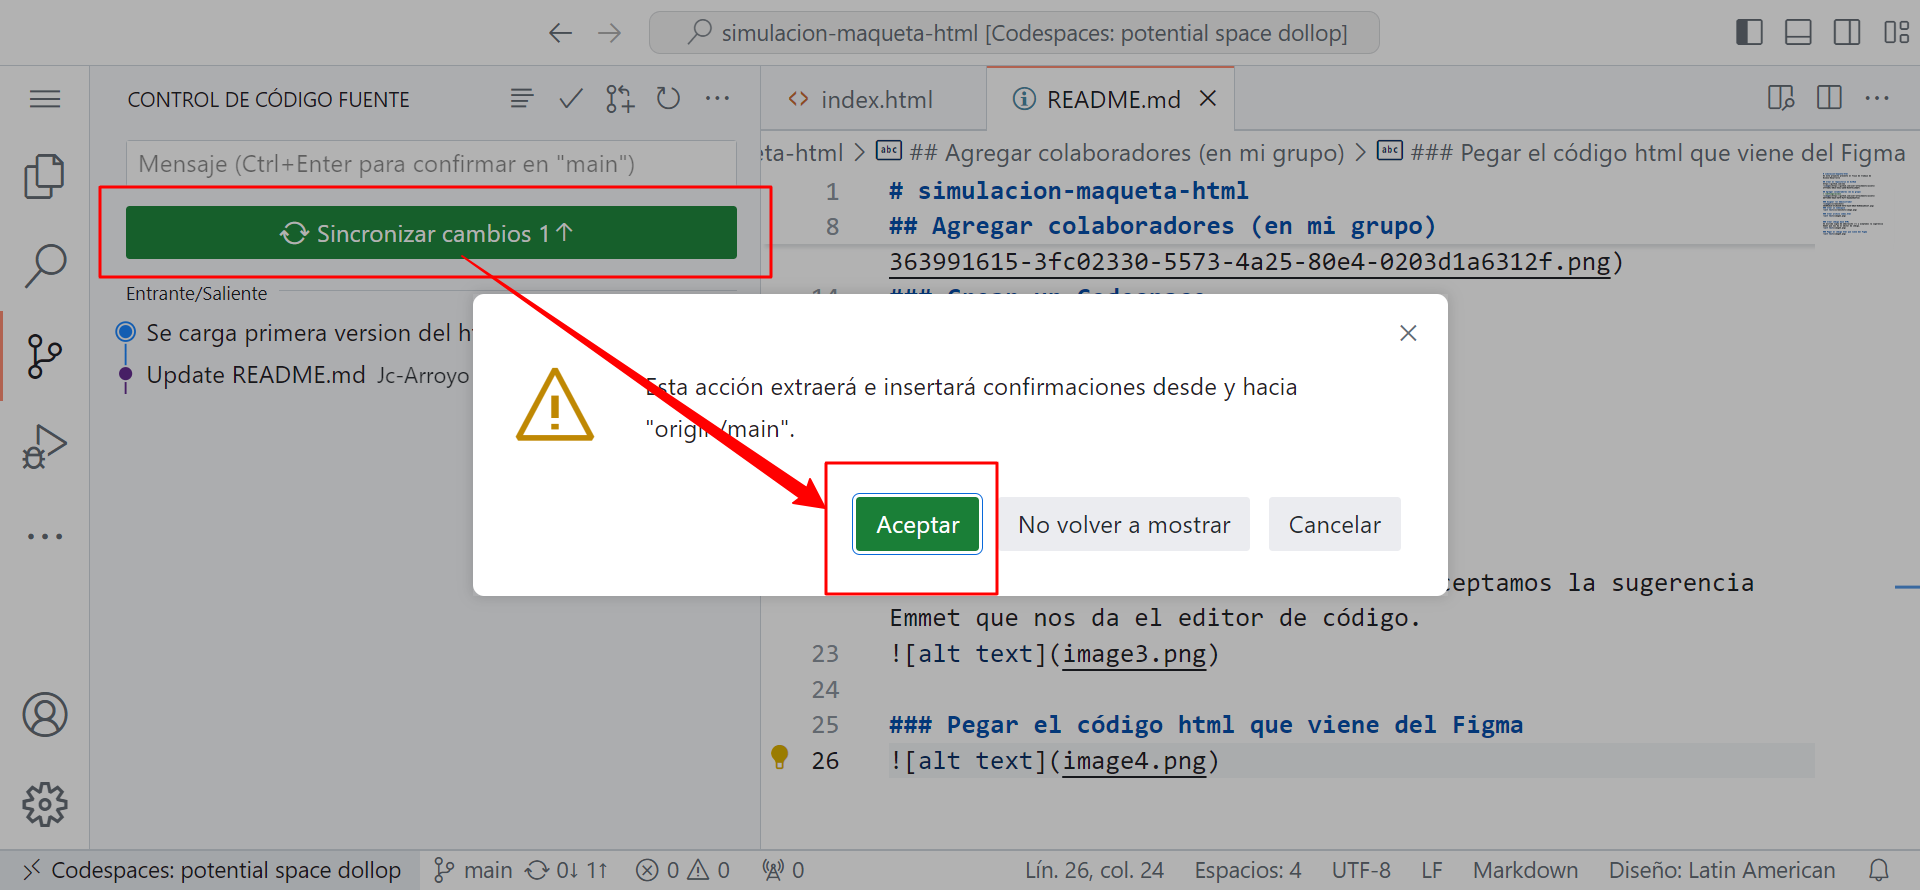 simulacion-maqueta-html [Codespaces: potential space dollop]
CONTROL DE CÓDIGO FUENTE
Mensaje (Ctrl+Enter para confirmar en "main")
Sincronizar cambios 1↑
Entrante/Saliente
Se carga primera version del h
Update README.md Jc-Arroyo
index.html
README.md
ta-html > ## Agregar colaboradores (en mi grupo) > ### Pegar el código html que viene del Figma
1 # simulacion-maqueta-html
8 ## Agregar colaboradores (en mi grupo)
363991615-3fc02330-5573-4a25-80e4-0203d1a6312f.png)
Esta acción extraerá e insertará confirmaciones desde y hacia
"origin/main".
Aceptar
No volver a mostrar
Cancelar
ceptamos la sugerencia
Emmet que nos da el editor de código.
23 ![alt text](image3.png)
24
25 ### Pegar el código html que viene del Figma
26 ![alt text](image4.png)
Codespaces: potential space dollop
main 0↓ 1↑
0 0
0
Lín. 26, col. 24
Espacios: 4
UTF-8
LF
Markdown
Diseño: Latin American